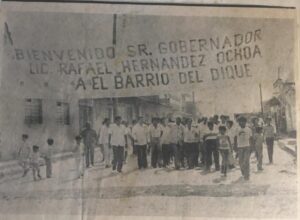 BIENVENIDO SR. GOBERNADOR
LIC. RAFAEL HERNANDEZ OCHOA
A EL BARRIO DEL DIQUE